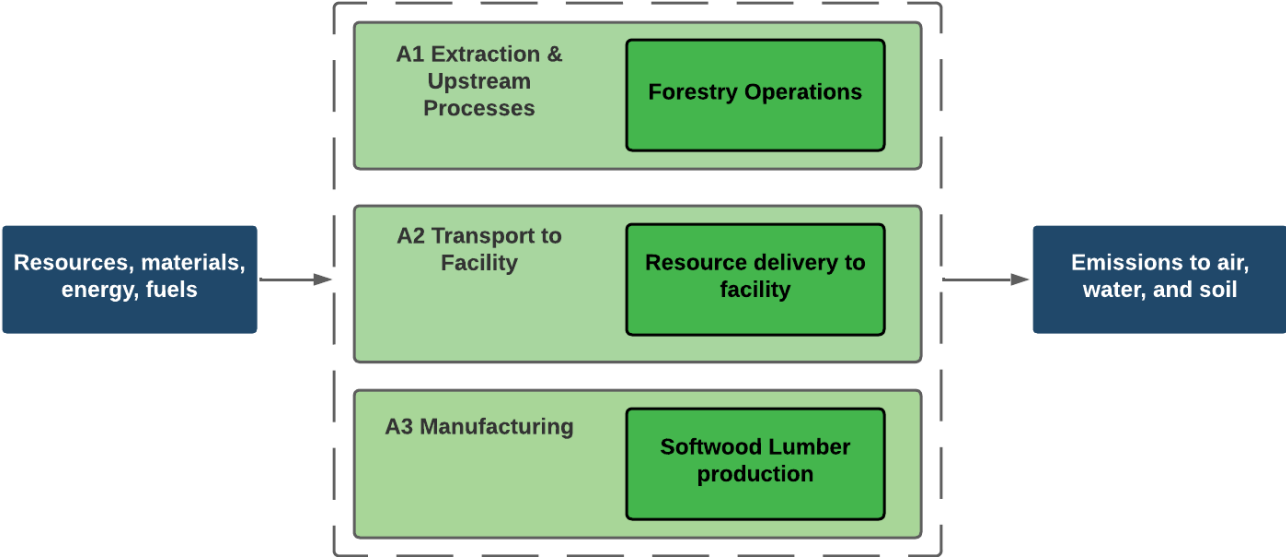 A1 Extraction &
Upstream
Processes
Forestry Operations
Resources, materials,
energy, fuels
A2 Transport to
Facility
Resource delivery to
facility
Emissions to air,
water, and soil
A3 Manufacturing
Softwood Lumber
production